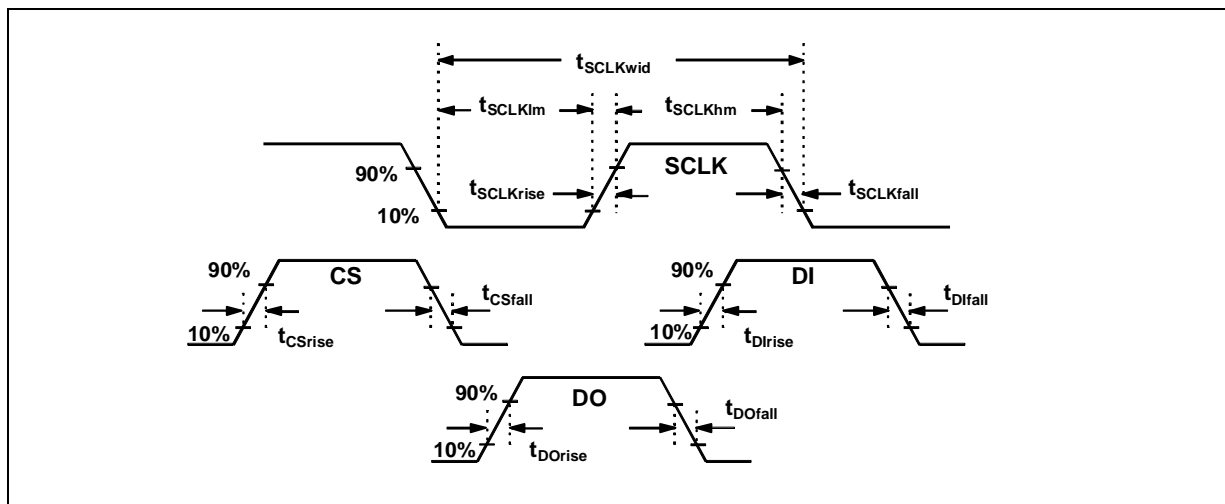 tSCLKwid
tSCLKlm
tSCLKhm
90%
SCLK
tSCLKrise
tSCLKfall
10%
90%
CS
tCSfall
10%
tCSrise
90%
DI
tDIfall
10%
tDIrise
90%
DO
tDOfall
10%
tDOrise